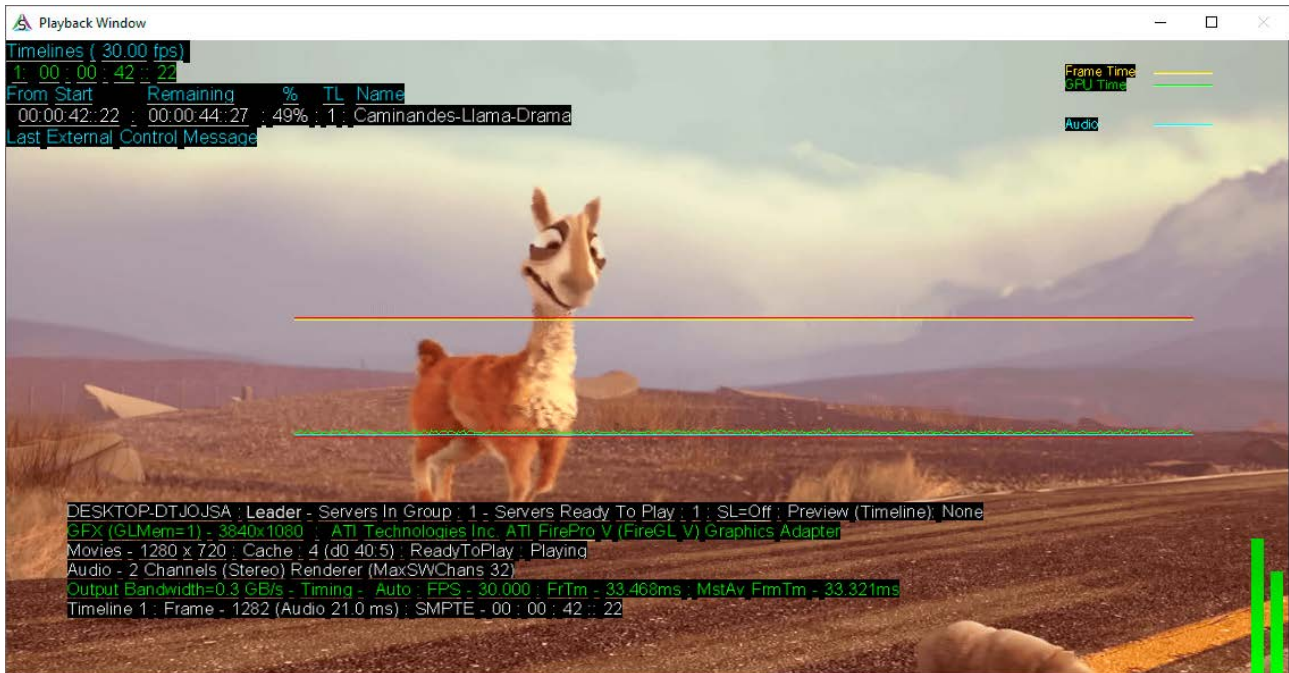 Playback Window
Timelines ( 30.00 fps)
1: 00 : 00 : 42 :: 22
From Start Remaining % TL Name
00:00:42::22 : 00:00:44::27 : 49% : 1 : Caminandes-Llama-Drama
Last External Control Message
Frame Time
GPU Time
Audio
DESKTOP-DTJOJSA : Leader - Servers In Group : 1 - Servers Ready To Play : 1 : SL=Off : Preview (Timeline): None
GFX (GLMem=1) - 3840x1080 : ATI Technologies Inc. ATI FirePro V (FireGL V) Graphics Adapter
Movies - 1280 x 720 : Cache : 4 (d0 40:5) : ReadyToPlay : Playing
Audio - 2 Channels (Stereo) Renderer (MaxSWChans 32)
Output Bandwidth=0.3 GB/s - Timing - Auto : FPS - 30.000 : FrTm - 33.468ms : MstAv FrmTm - 33.321ms
Timeline 1 : Frame - 1282 (Audio 21.0 ms) : SMPTE - 00 : 00 : 42 :: 22